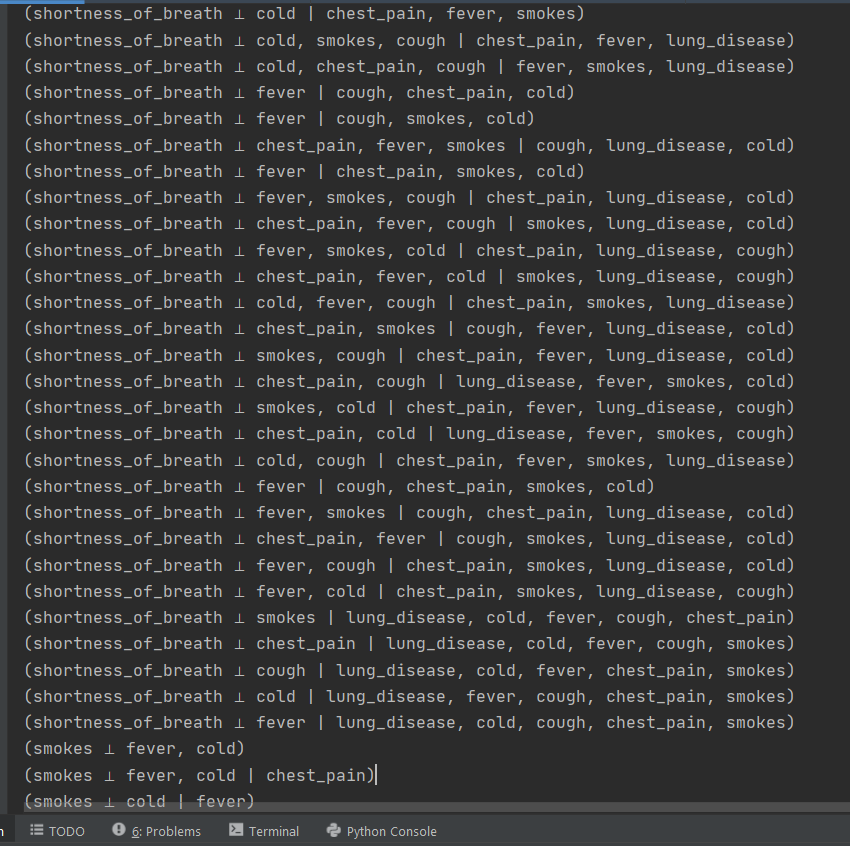 (shortness_of_breath ⟂ cold | chest_pain, fever, smokes)
(shortness_of_breath ⟂ cold, smokes, cough | chest_pain, fever, lung_disease)
(shortness_of_breath ⟂ cold, chest_pain, cough | fever, smokes, lung_disease)
(shortness_of_breath ⟂ fever | cough, chest_pain, cold)
(shortness_of_breath ⟂ fever | cough, smokes, cold)
(shortness_of_breath ⟂ chest_pain, fever, smokes | cough, lung_disease, cold)
(shortness_of_breath ⟂ fever | chest_pain, smokes, cold)
(shortness_of_breath ⟂ fever, smokes, cough | chest_pain, lung_disease, cold)
(shortness_of_breath ⟂ chest_pain, fever, cough | smokes, lung_disease, cold)
(shortness_of_breath ⟂ fever, smokes, cold | chest_pain, lung_disease, cough)
(shortness_of_breath ⟂ chest_pain, fever, cold | smokes, lung_disease, cough)
(shortness_of_breath ⟂ cold, fever, cough | chest_pain, smokes, lung_disease)
(shortness_of_breath ⟂ chest_pain, smokes | cough, fever, lung_disease, cold)
(shortness_of_breath ⟂ smokes, cough | chest_pain, fever, lung_disease, cold)
(shortness_of_breath ⟂ chest_pain, cough | lung_disease, fever, smokes, cold)
(shortness_of_breath ⟂ smokes, cold | chest_pain, fever, lung_disease, cough)
(shortness_of_breath ⟂ chest_pain, cold | lung_disease, fever, smokes, cough)
(shortness_of_breath ⟂ cold, cough | chest_pain, fever, smokes, lung_disease)
(shortness_of_breath ⟂ fever | cough, chest_pain, smokes, cold)
(shortness_of_breath ⟂ fever, smokes | cough, chest_pain, lung_disease, cold)
(shortness_of_breath ⟂ chest_pain, fever | cough, smokes, lung_disease, cold)
(shortness_of_breath ⟂ fever, cough | chest_pain, smokes, lung_disease, cold)
(shortness_of_breath ⟂ fever, cold | chest_pain, smokes, lung_disease, cough)
(shortness_of_breath ⟂ smokes | lung_disease, cold, fever, cough, chest_pain)
(shortness_of_breath ⟂ chest_pain | lung_disease, cold, fever, cough, smokes)
(shortness_of_breath ⟂ cough | lung_disease, cold, fever, chest_pain, smokes)
(shortness_of_breath ⟂ cold | lung_disease, fever, cough, chest_pain, smokes)
(shortness_of_breath ⟂ fever | lung_disease, cold, cough, chest_pain, smokes)
(smokes ⟂ fever, cold)
(smokes ⟂ fever, cold | chest_pain)
(smokes ⟂ cold | fever)
n TODO 6: Problems Terminal Python Console